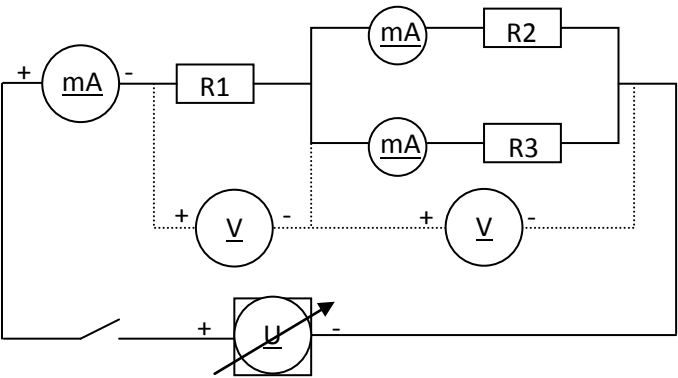 mA R2
+ mA - R1
mA R3
+ V - + V -
+ U -